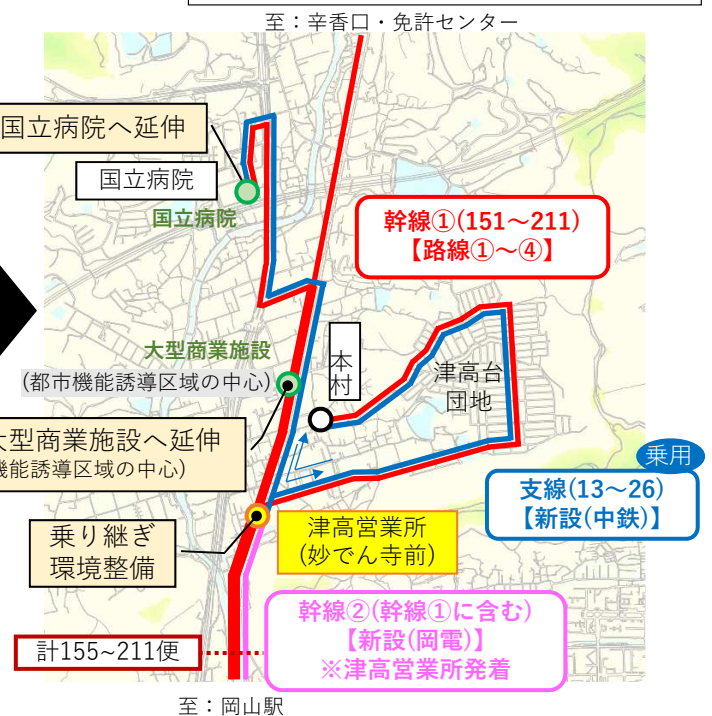 至：辛香口・免許センター
国立病院へ延伸
国立病院
国立病院
幹線①(151～211)
【路線①～④】
大型商業施設
(都市機能誘導区域の中心)
本村
津高台
団地
大型商業施設へ延伸
機能誘導区域の中心)
乗用
支線(13～26)
【新設(中鉄)】
乗り継ぎ
環境整備
津高営業所
(妙でん寺前)
幹線②(幹線①に含む)
【新設(岡電)】
※津高営業所発着
計155~211便
至：岡山駅